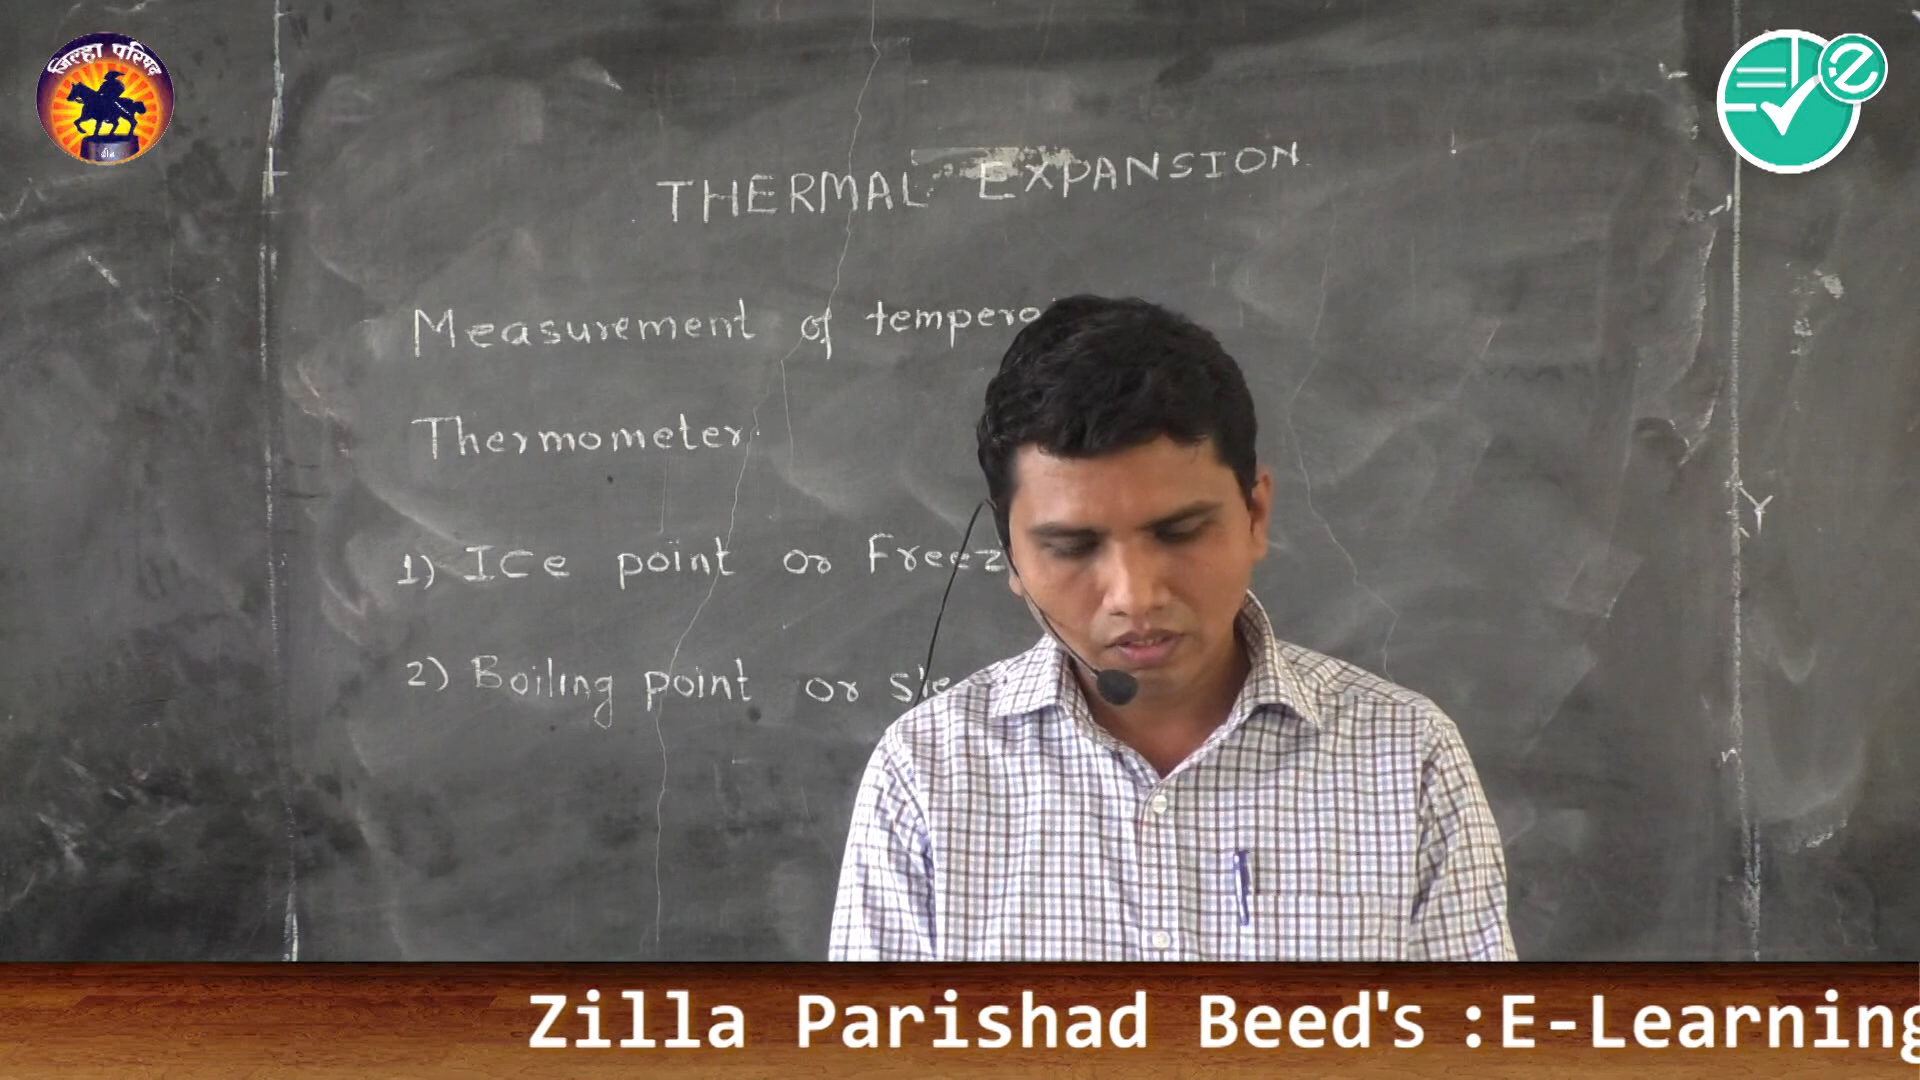 जिल्हा परिषद
बीड
THERMAL EXPANSION
Measurement of
Thermometer.
1) ICe point or
2) Boiling point or
Zilla Parishad Beed's :E-Learning